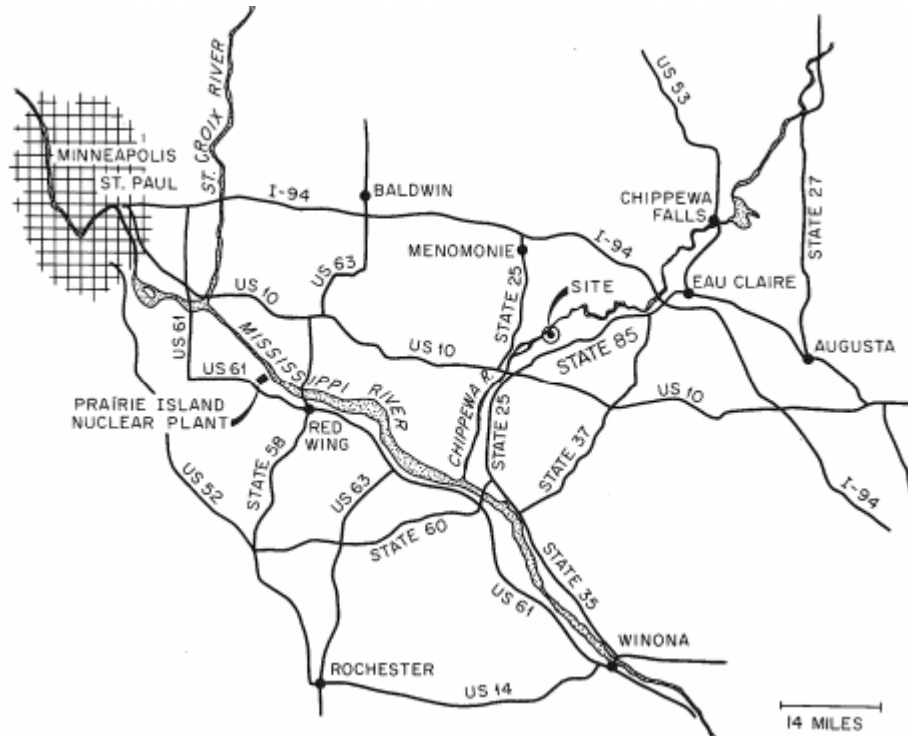 US 53
ST. CROIX RIVER
MINNEAPOLIS
ST. PAUL
I-94
BALDWIN
CHIPPEWA
FALLS
STATE 27
MENOMONIE
I-94
US 63
STATE 25
SITE
EAU CLAIRE
US 10
US 61
MISSISSIPPI
RIVER
US 10
STATE 85
AUGUSTA
US 61
PRAIRIE ISLAND
NUCLEAR PLANT
CHIPPEWA R.
US 10
RED
WING
STATE 25
STATE 37
STATE 58
US 52
US 63
I-94
STATE 60
STATE 35
US 61
WINONA
ROCHESTER
US 14
14 MILES